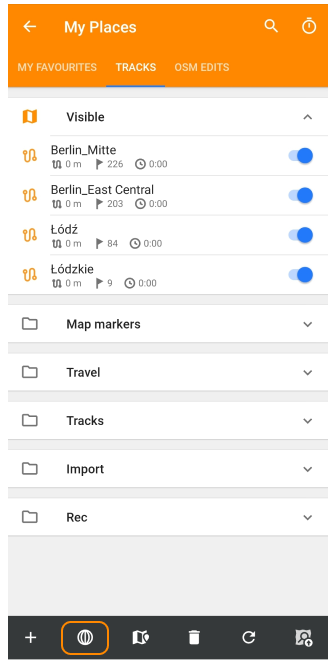 My Places
MY FAVOURITES TRACKS OSM EDITS
Visible
Berlin_Mitte
0 m 226 0:00
Berlin_East Central
0 m 203 0:00
Łódź
0 m 84 0:00
Łódzkie
0 m 9 0:00
Map markers
Travel
Tracks
Import
Rec